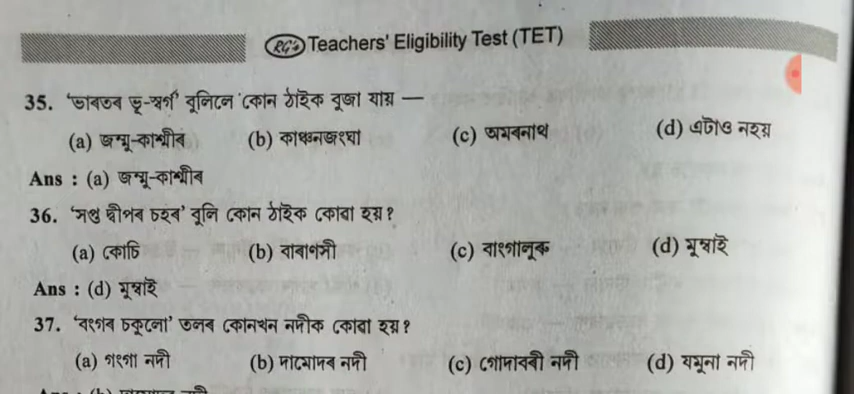 RG's Teachers' Eligibility Test (TET)
35. ‘ভাৰতৰ ভূ-স্বৰ্গ’ বুলিলে কোন ঠাইক বুজা যায় —
(a) জম্মু-কাশ্মীৰ (b) কাঞ্চনজংঘা (c) অমৰনাথ (d) এটাও নহয়
Ans : (a) জম্মু-কাশ্মীৰ
36. ‘সপ্ত দ্বীপৰ চহৰ’ বুলি কোন ঠাইক কোৱা হয়?
(a) কোচি (b) বাৰাণসী (c) বাংগালুৰু (d) মুম্বাই
Ans : (d) মুম্বাই
37. ‘বংগৰ চকুলো’ তলৰ কোনখন নদীক কোৱা হয়?
(a) গংগা নদী (b) দামোদৰ নদী (c) গোদাবৰী নদী (d) যমুনা নদী